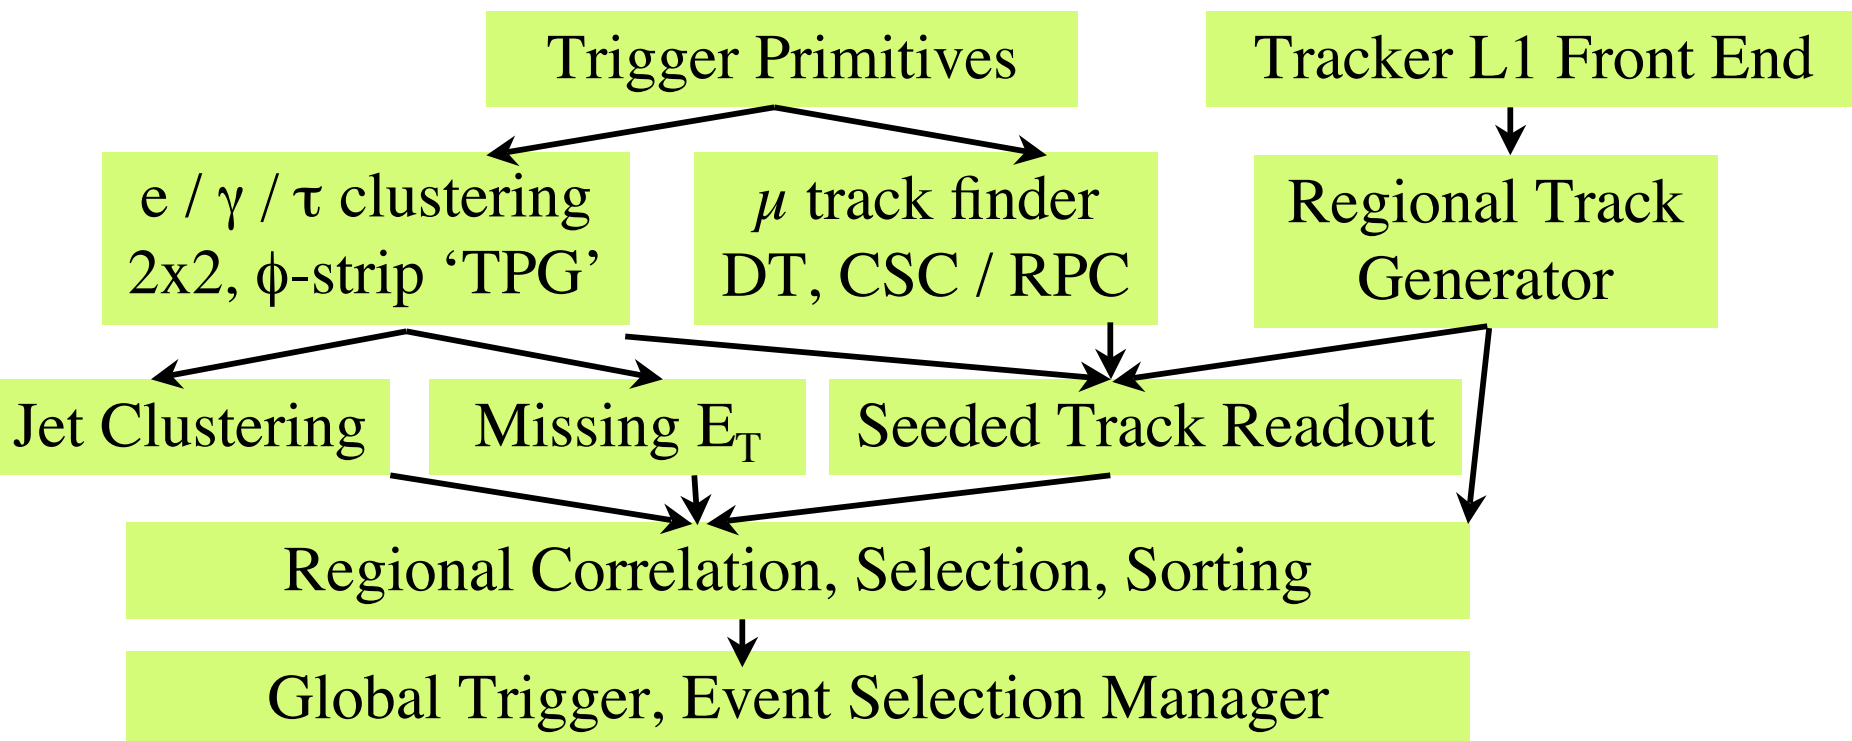 Trigger Primitives
Tracker L1 Front End
e / γ / τ clustering
2x2, ϕ-strip ‘TPG’
μ track finder
DT, CSC / RPC
Regional Track
Generator
Jet Clustering
Missing E_T
Seeded Track Readout
Regional Correlation, Selection, Sorting
Global Trigger, Event Selection Manager